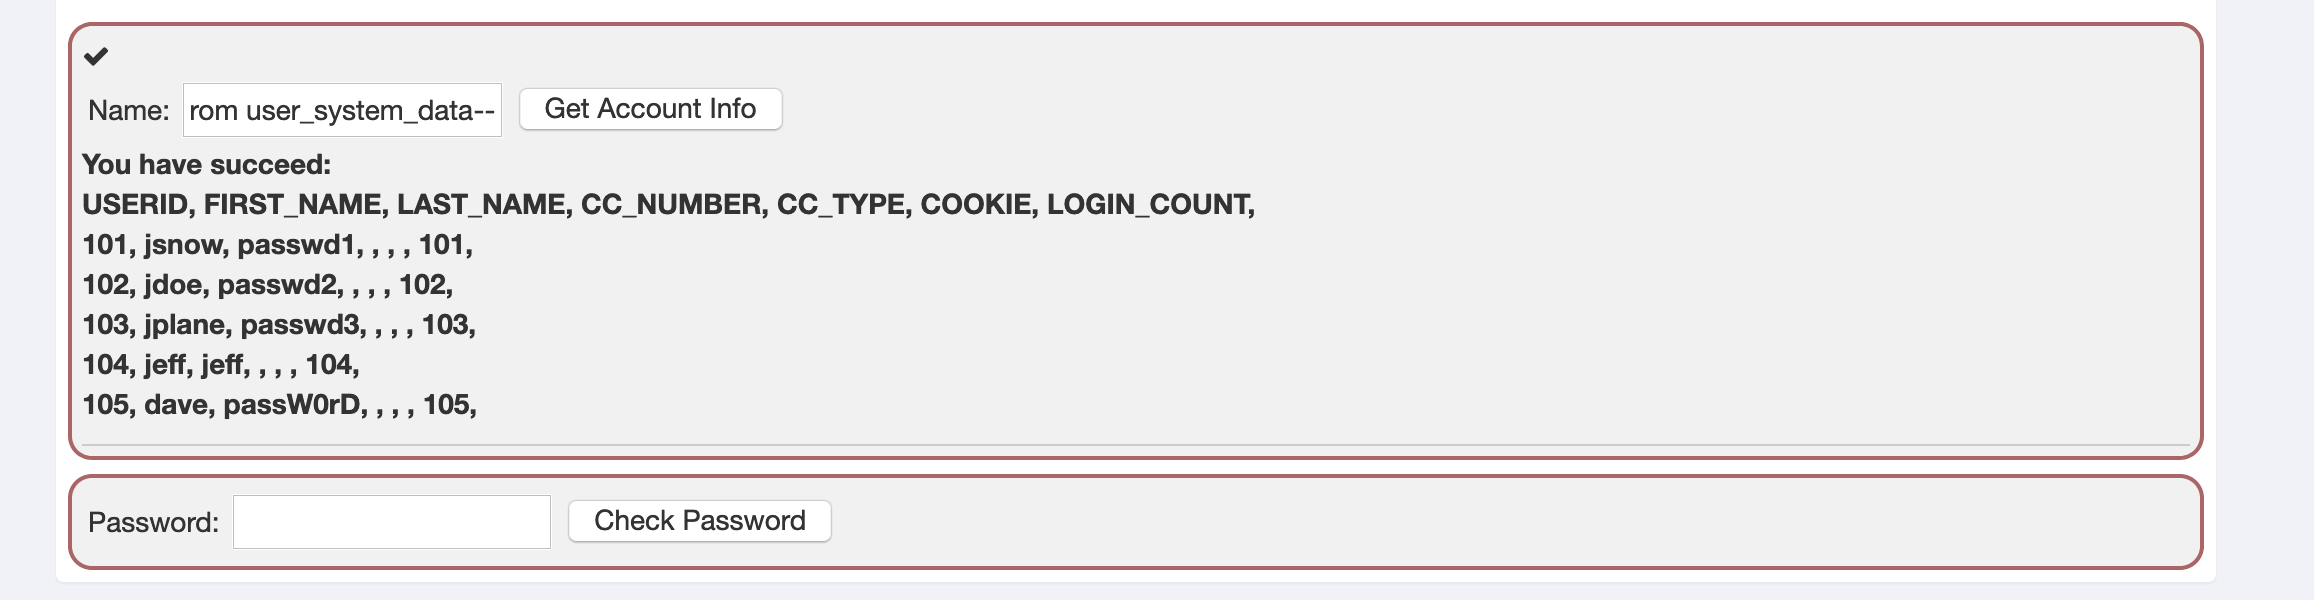 Name: rom user_system_data-- Get Account Info
You have succeed:
USERID, FIRST_NAME, LAST_NAME, CC_NUMBER, CC_TYPE, COOKIE, LOGIN_COUNT,
101, jsnow, passwd1, , , , 101,
102, jdoe, passwd2, , , , 102,
103, jplane, passwd3, , , , 103,
104, jeff, jeff, , , , 104,
105, dave, passW0rD, , , , 105,
Password: Check Password